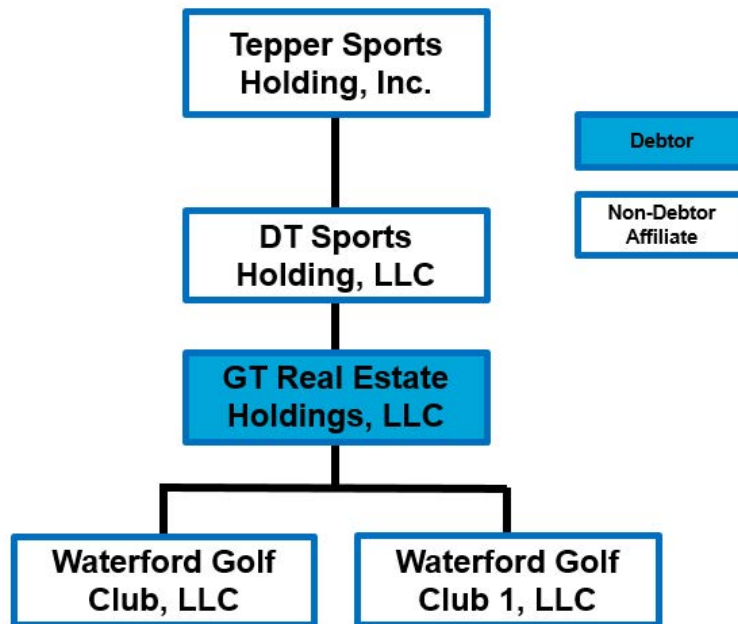 Tepper Sports
Holding, Inc.
Debtor
Non-Debtor
Affiliate
DT Sports
Holding, LLC
GT Real Estate
Holdings, LLC
Waterford Golf
Club, LLC
Waterford Golf
Club 1, LLC